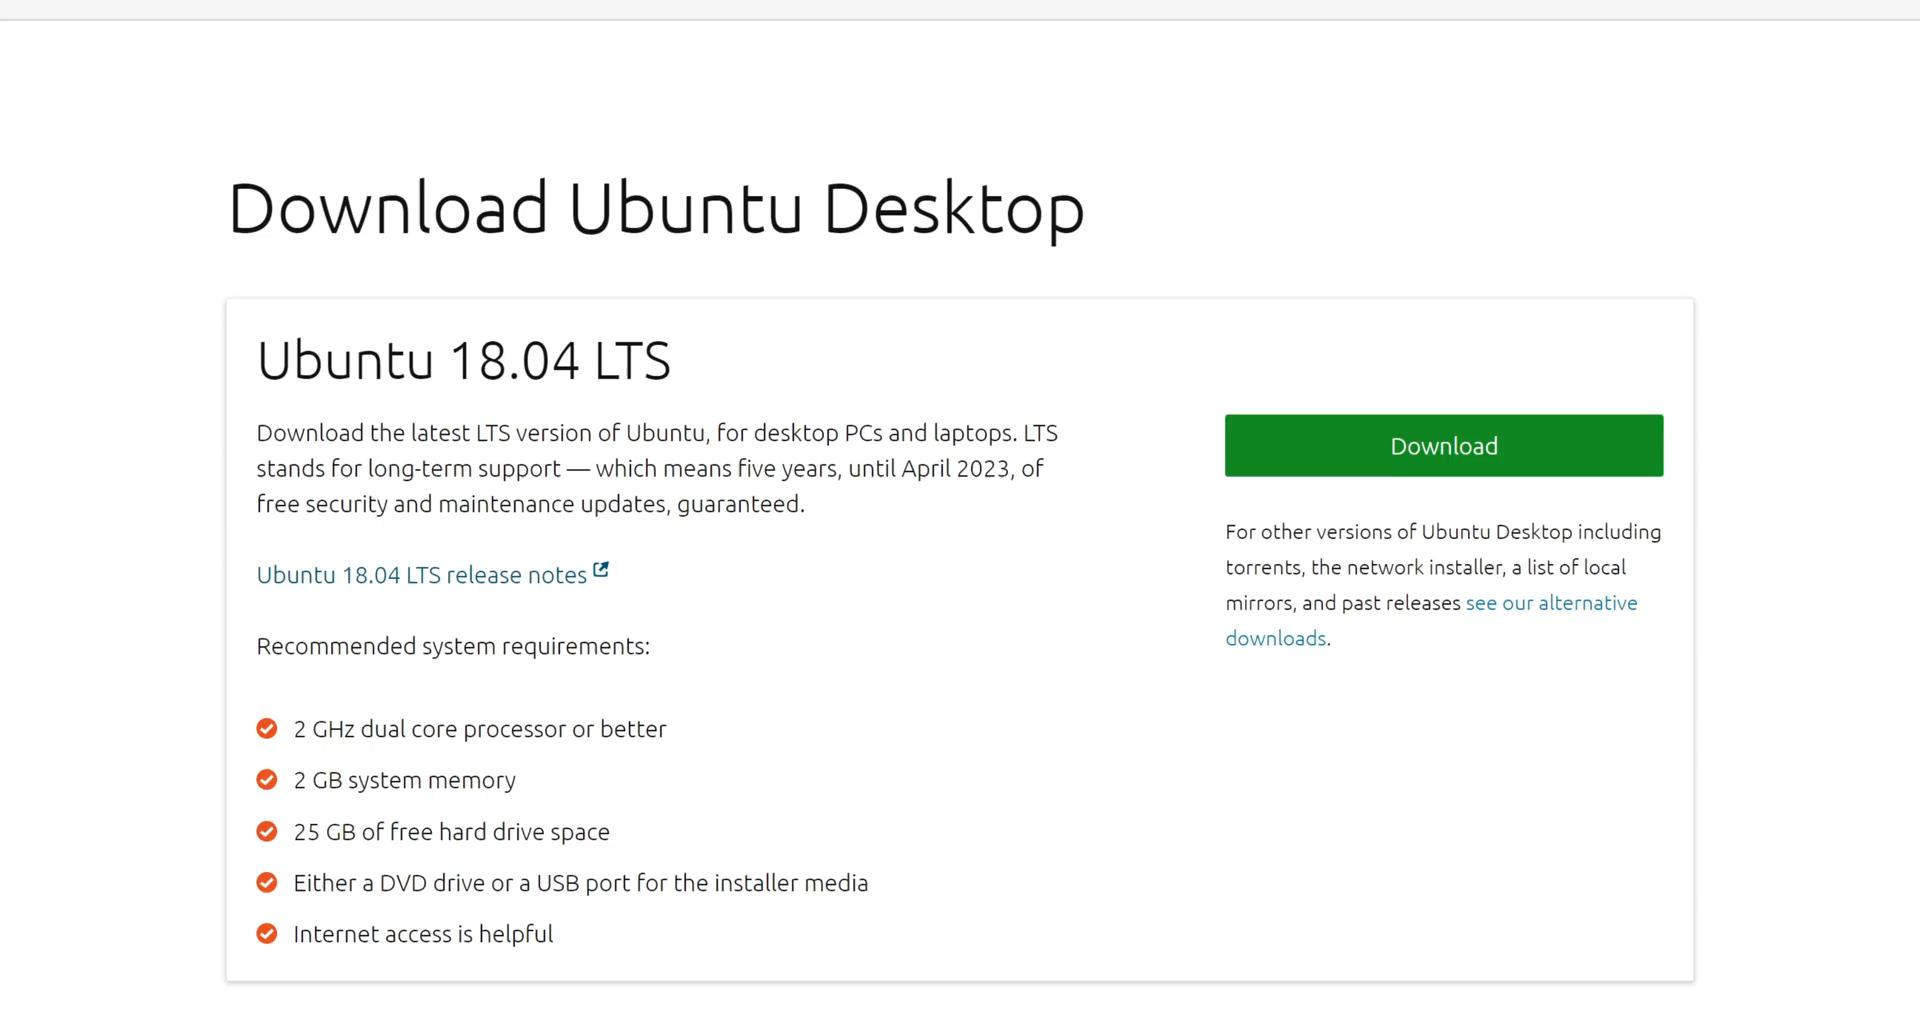 Download Ubuntu Desktop
Ubuntu 18.04 LTS
Download the latest LTS version of Ubuntu, for desktop PCs and laptops. LTS
stands for long-term support — which means five years, until April 2023, of
free security and maintenance updates, guaranteed.
Ubuntu 18.04 LTS release notes
Recommended system requirements:
2 GHz dual core processor or better
2 GB system memory
25 GB of free hard drive space
Either a DVD drive or a USB port for the installer media
Internet access is helpful
Download
For other versions of Ubuntu Desktop including
torrents, the network installer, a list of local
mirrors, and past releases see our alternative
downloads.